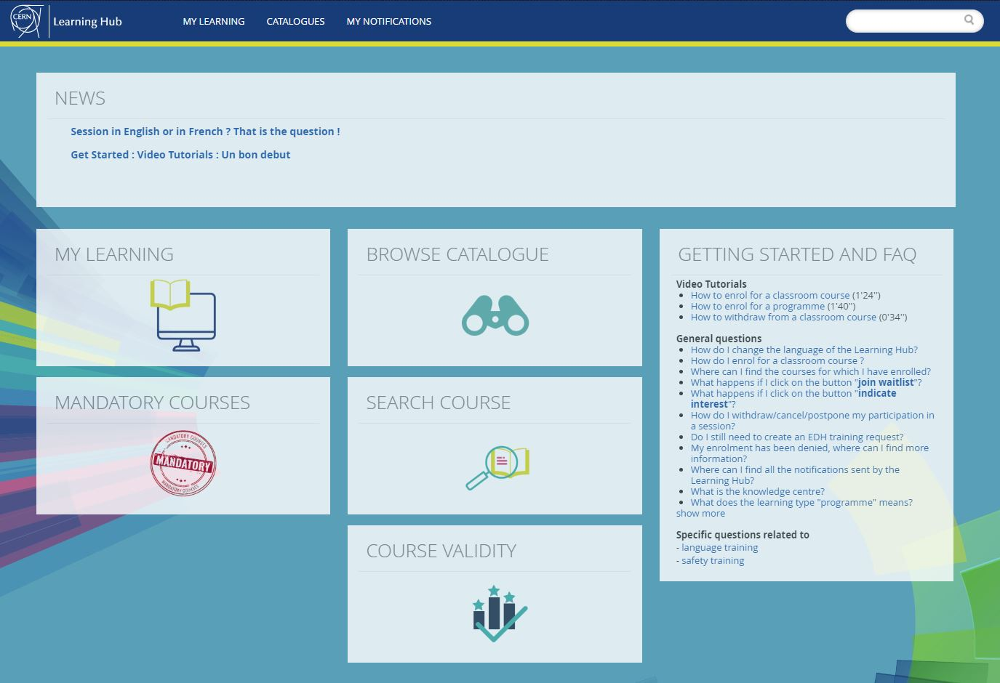 CERN
Learning Hub
MY LEARNING
CATALOGUES
MY NOTIFICATIONS
NEWS
Session in English or in French ? That is the question !
Get Started : Video Tutorials : Un bon debut
MY LEARNING
BROWSE CATALOGUE
MANDATORY COURSES
MANDATORY COURSES
MANDATORY
MANDATORY COURSES
SEARCH COURSE
COURSE VALIDITY
GETTING STARTED AND FAQ
Video Tutorials
How to enrol for a classroom course (1'24'')
How to enrol for a programme (1'40")
How to withdraw from a classroom course (0'34'')
General questions
How do I change the language of the Learning Hub?
How do I enrol for a classroom course ?
Where can I find the courses for which I have enrolled?
What happens if I click on the button "join waitlist"?
What happens if I click on the button "indicate
interest"?
How do I withdraw/cancel/postpone my participation in
a session?
Do I still need to create an EDH training request?
My enrolment has been denied, where can I find more
information?
Where can I find all the notifications sent by the
Learning Hub?
What is the knowledge centre?
What does the learning type "programme" means?
show more
Specific questions related to
- language training
- safety training